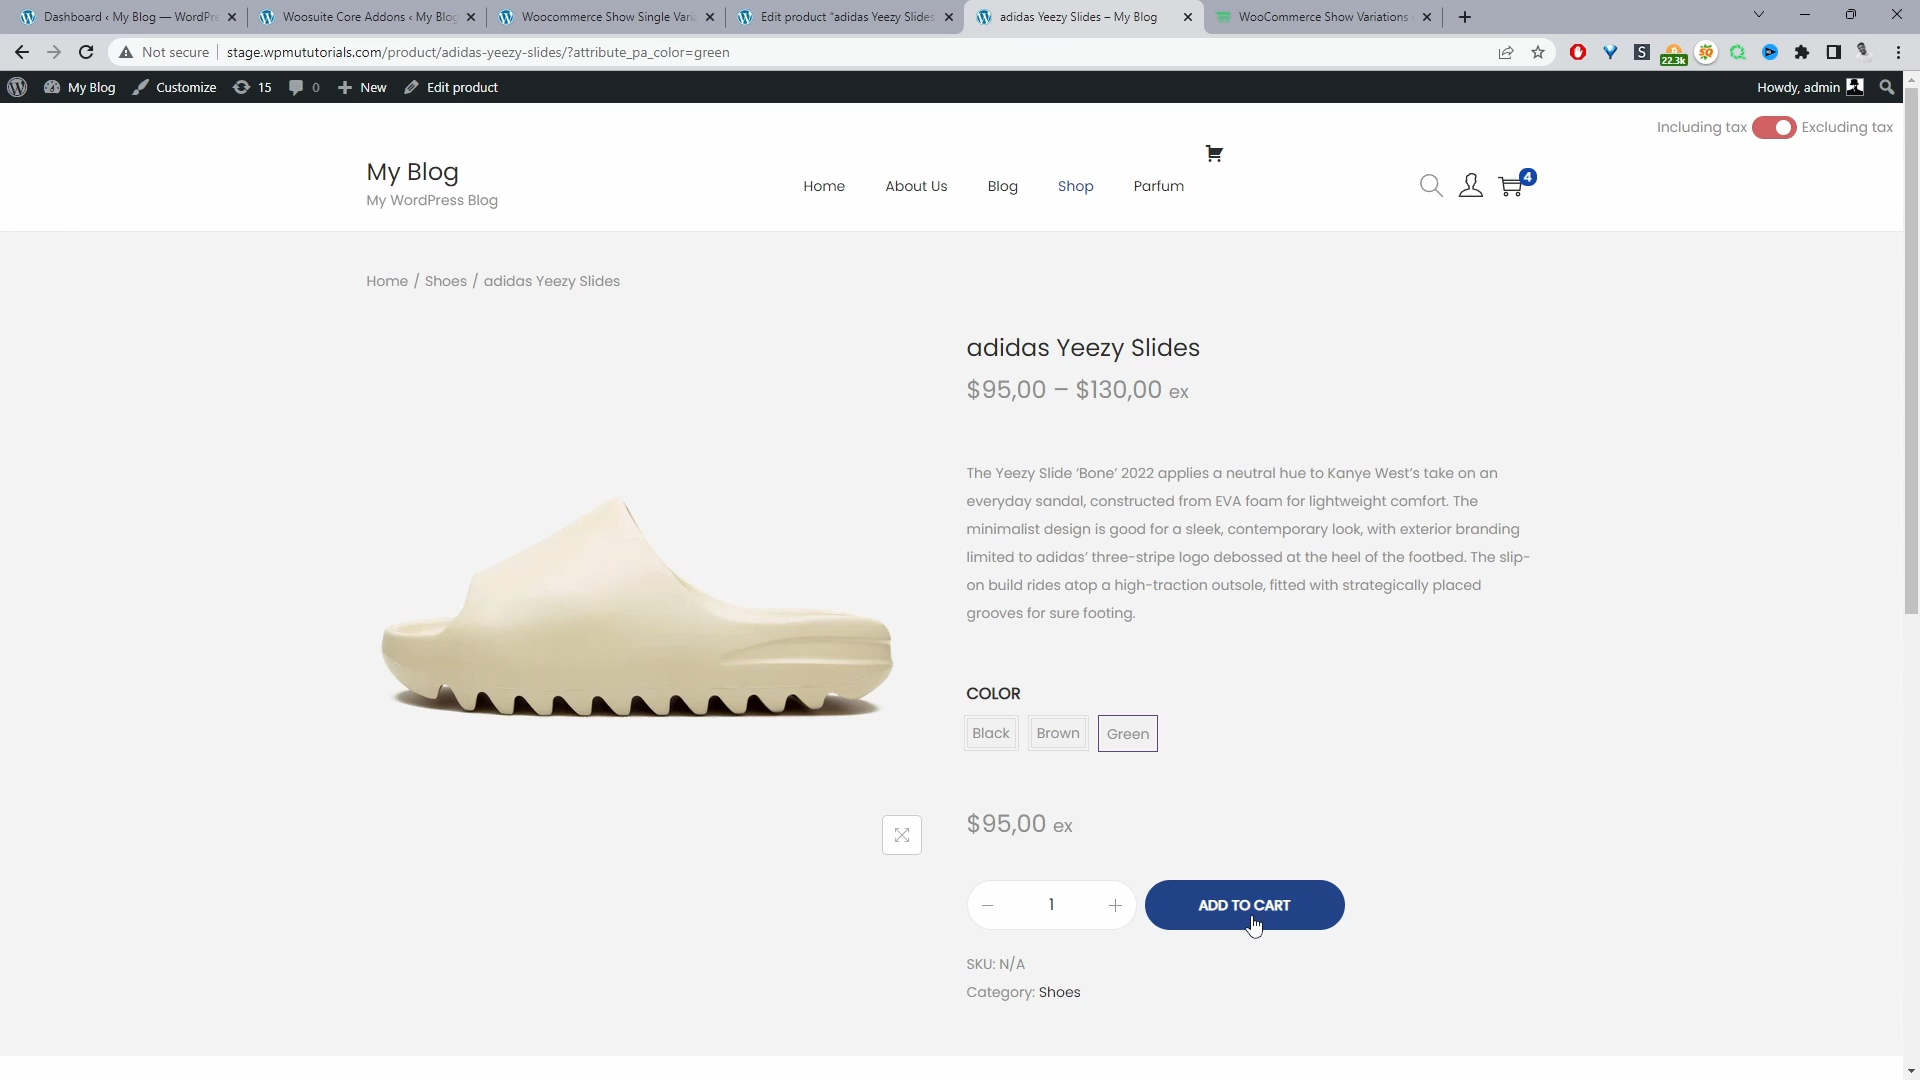 Dashboard ‹ My Blog — WordPre
Woosuite Core Addons ‹ My Blog
Woocommerce Show Single Varia
Edit product "adidas Yeezy Slides
adidas Yeezy Slides – My Blog
WooCommerce Show Variations
Not secure
stage.wpmututorials.com/product/adidas-yeezy-slides/?attribute_pa_color=green
22.3k
My Blog
Customize
15
0
New
Edit product
Howdy, admin
Including tax
Excluding tax
My Blog
My WordPress Blog
Home
About Us
Blog
Shop
Parfum
4
Home / Shoes / adidas Yeezy Slides
adidas Yeezy Slides
$95,00 – $130,00 ex
The Yeezy Slide 'Bone' 2022 applies a neutral hue to Kanye West's take on an
everyday sandal, constructed from EVA foam for lightweight comfort. The
minimalist design is good for a sleek, contemporary look, with exterior branding
limited to adidas' three-stripe logo debossed at the heel of the footbed. The slip-
on build rides atop a high-traction outsole, fitted with strategically placed
grooves for sure footing.
COLOR
Black
Brown
Green
$95,00 ex
1
ADD TO CART
SKU: N/A
Category: Shoes